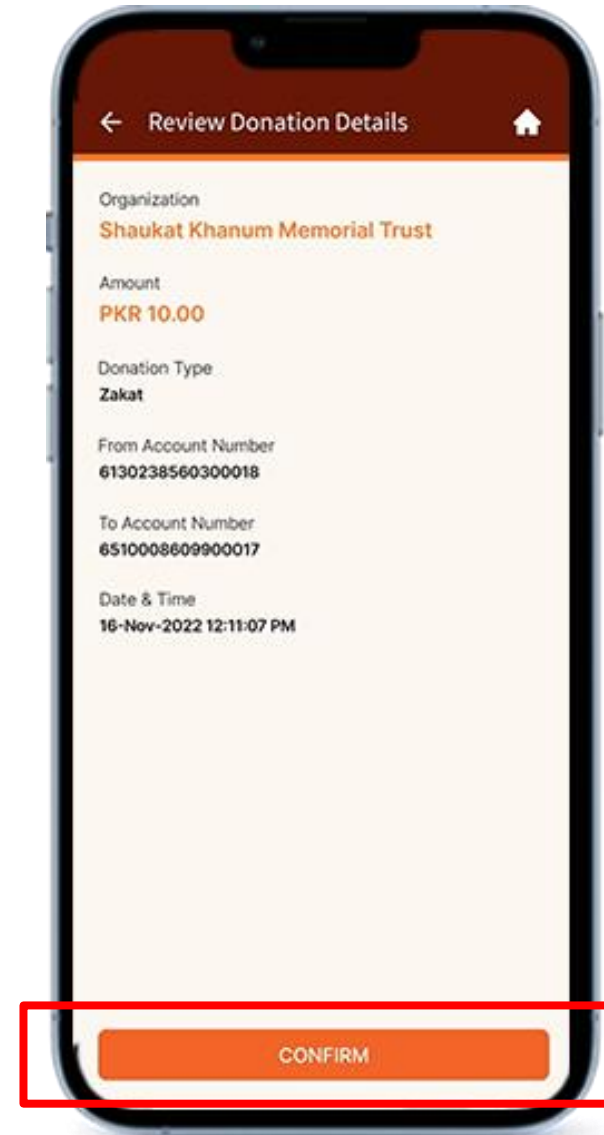 Review Donation Details
Organization
Shaukat Khanum Memorial Trust
Amount
PKR 10.00
Donation Type
Zakat
From Account Number
6130238560300018
To Account Number
6510008609900017
Date & Time
16-Nov-2022 12:11:07 PM
CONFIRM